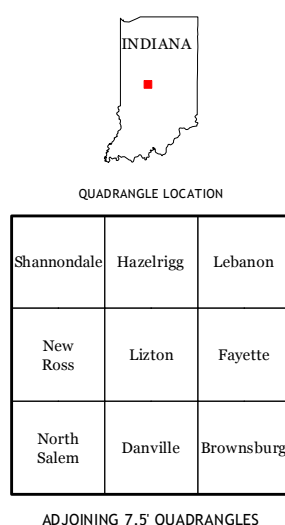 INDIANA
QUADRANGLE LOCATION
Shannondale Hazelrigg Lebanon
New
Ross
Lizton Fayette
North
Salem
Danville Brownsburg
ADJOINING 7.5' QUADRANGLES